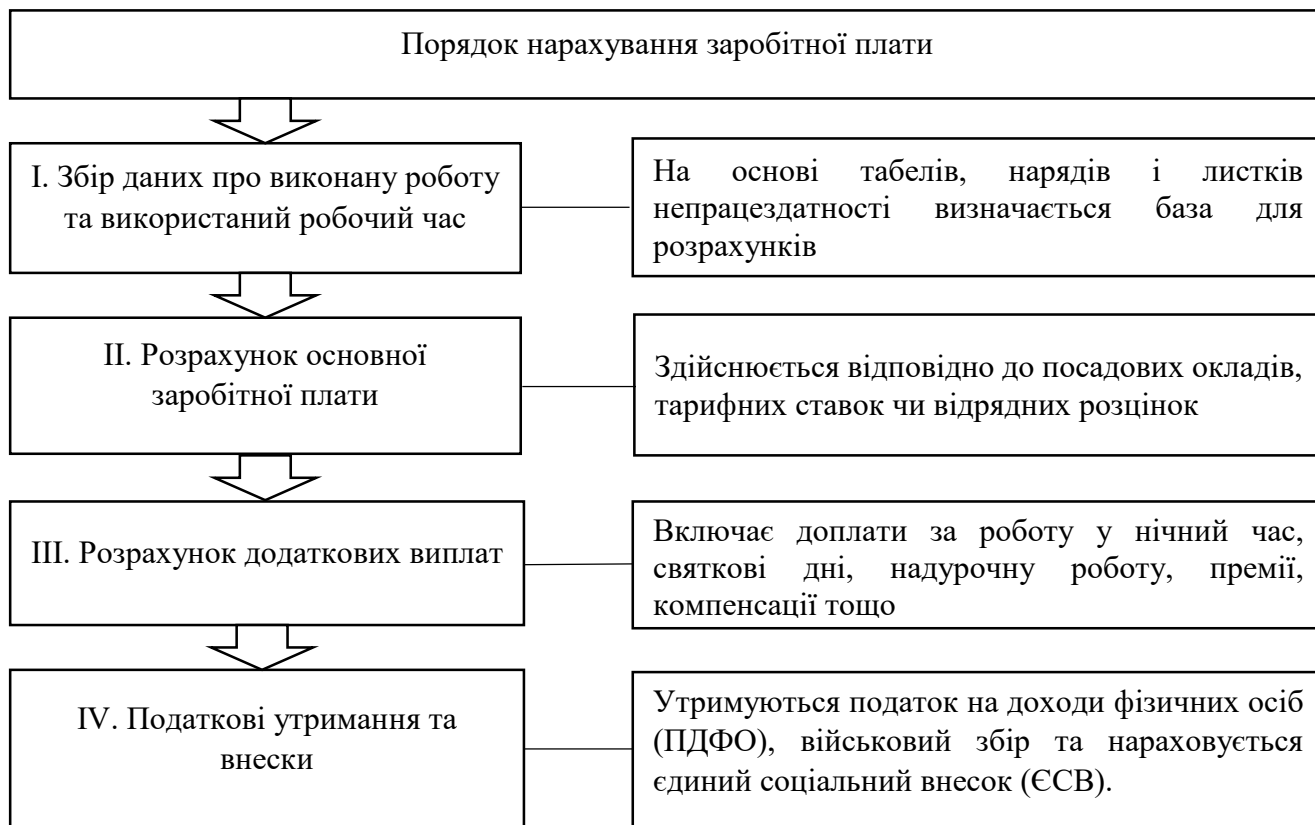 Порядок нарахування заробітної плати
І. Збір даних про виконану роботу
та використаний робочий час
На основі табелів, нарядів і листків
непрацездатності визначається база для
розрахунків
ІІ. Розрахунок основної
заробітної плати
Здійснюється відповідно до посадових окладів,
тарифних ставок чи відрядних розцінок
ІІІ. Розрахунок додаткових виплат
Включає доплати за роботу у нічний час,
святкові дні, надурочну роботу, премії,
компенсації тощо
IV. Податкові утримання та
внески
Утримуються податок на доходи фізичних осіб
(ПДФО), військовий збір та нараховується
єдиний соціальний внесок (ЄСВ).